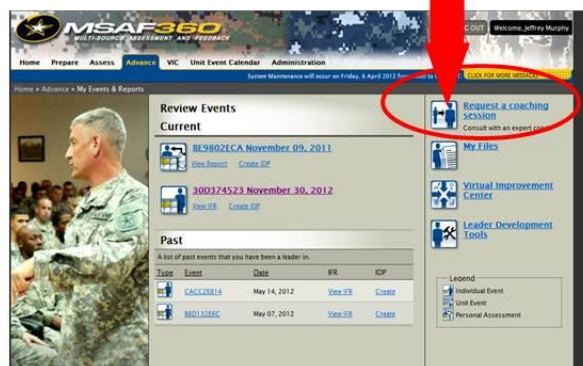 MSAF360
MULTI-SOURCE ASSESSMENT AND FEEDBACK
OUT
Welcome, Jeffrey Murphy
Home Prepare Assess Advance VIC Unit Event Calendar Administration
System Maintenance will occur on Friday, 6 April 2012
CLICK FOR MORE MESSAGES
Home » Advance » My Events & Reports
Review Events
Current
BE9802ECA November 09, 2011
View Report Create IDP
30D374523 November 30, 2012
View IFR Create IDP
Past
A list of past events that you have been a leader in.
Type Event Date IFR IDP
CACC2E814 May 14, 2012 View IFR Create
May 07, 2012 View IFR Create
Request a coaching
session
Consult with an expert
My Files
Virtual Improvement
Center
Leader Development
Tools
Legend
Individual Event
Unit Event
Personal Assessment